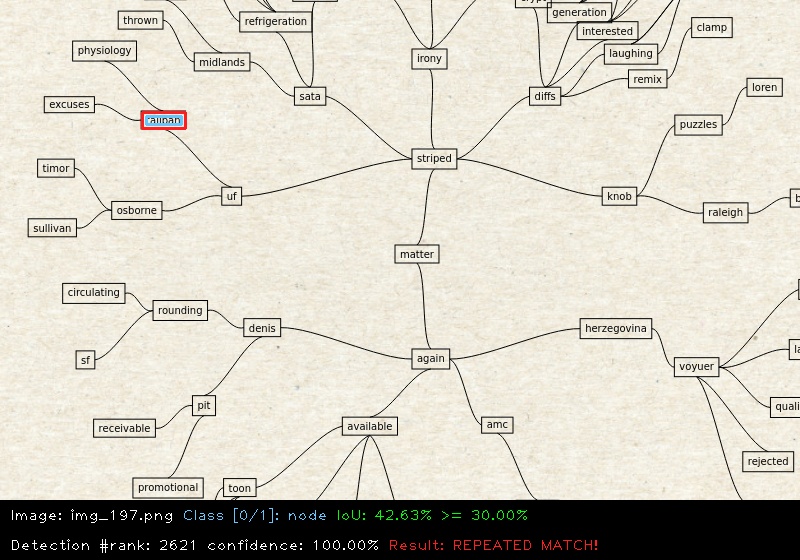 thrown
refrigeration
generation
interested
clamp
physiology
midlands
irony
laughing
remix
loren
excuses
sata
diffs
puzzles
striped
timor
osborne
uf
knob
raleigh
sullivan
matter
circulating
rounding
denis
herzegovina
sf
again
voyuer
pit
receivable
available
amc
rejected
promotional
toon
Image: img_197.png Class [0/1]: node IoU: 42.63% >= 30.00%
Detection #rank: 2621 confidence: 100.00% Result: REPEATED MATCH!